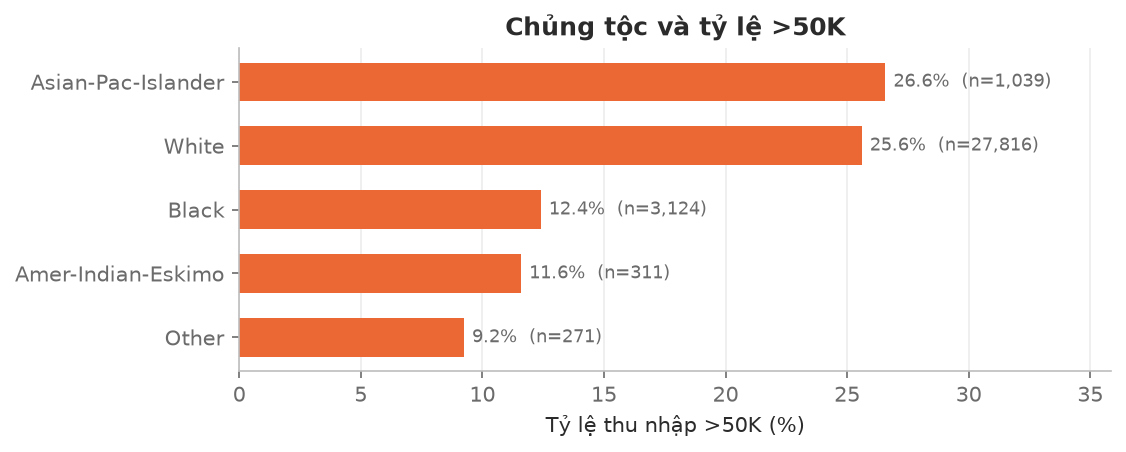 Chủng tộc và tỷ lệ >50K
Asian-Pac-Islander 26.6% (n=1,039)
White 25.6% (n=27,816)
Black 12.4% (n=3,124)
Amer-Indian-Eskimo 11.6% (n=311)
Other 9.2% (n=271)
0 5 10 15 20 25 30 35
Tỷ lệ thu nhập >50K (%)